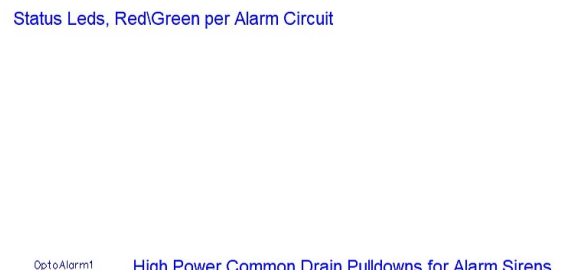 Status Leds, Red\Green per Alarm Circuit
OptoAlarm1
High Power Common Drain Pulldowns for Alarm Sirens